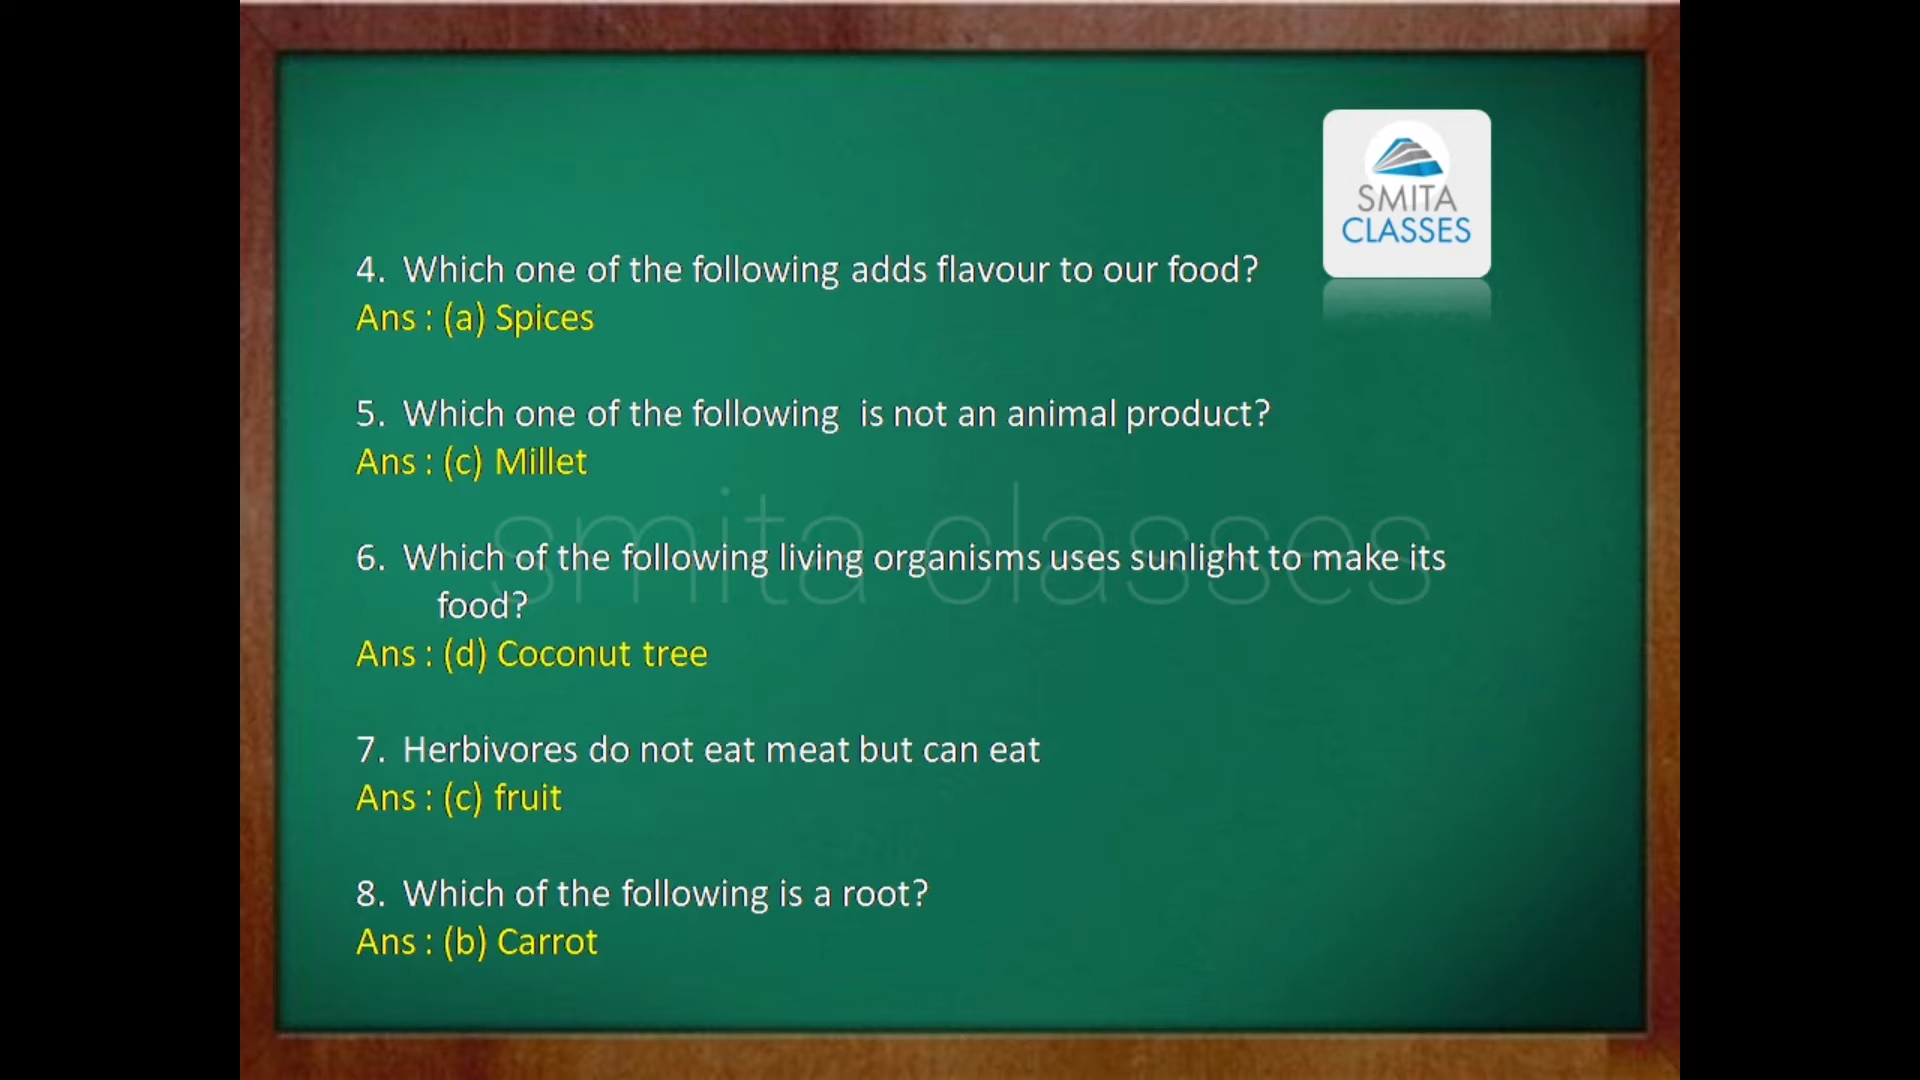 SMITA
CLASSES
4. Which one of the following adds flavour to our food?
Ans : (a) Spices
5. Which one of the following  is not an animal product?
Ans : (c) Millet
smita classes
6. Which of the following living organisms uses sunlight to make its
food?
Ans : (d) Coconut tree
7. Herbivores do not eat meat but can eat
Ans : (c) fruit
8. Which of the following is a root?
Ans : (b) Carrot